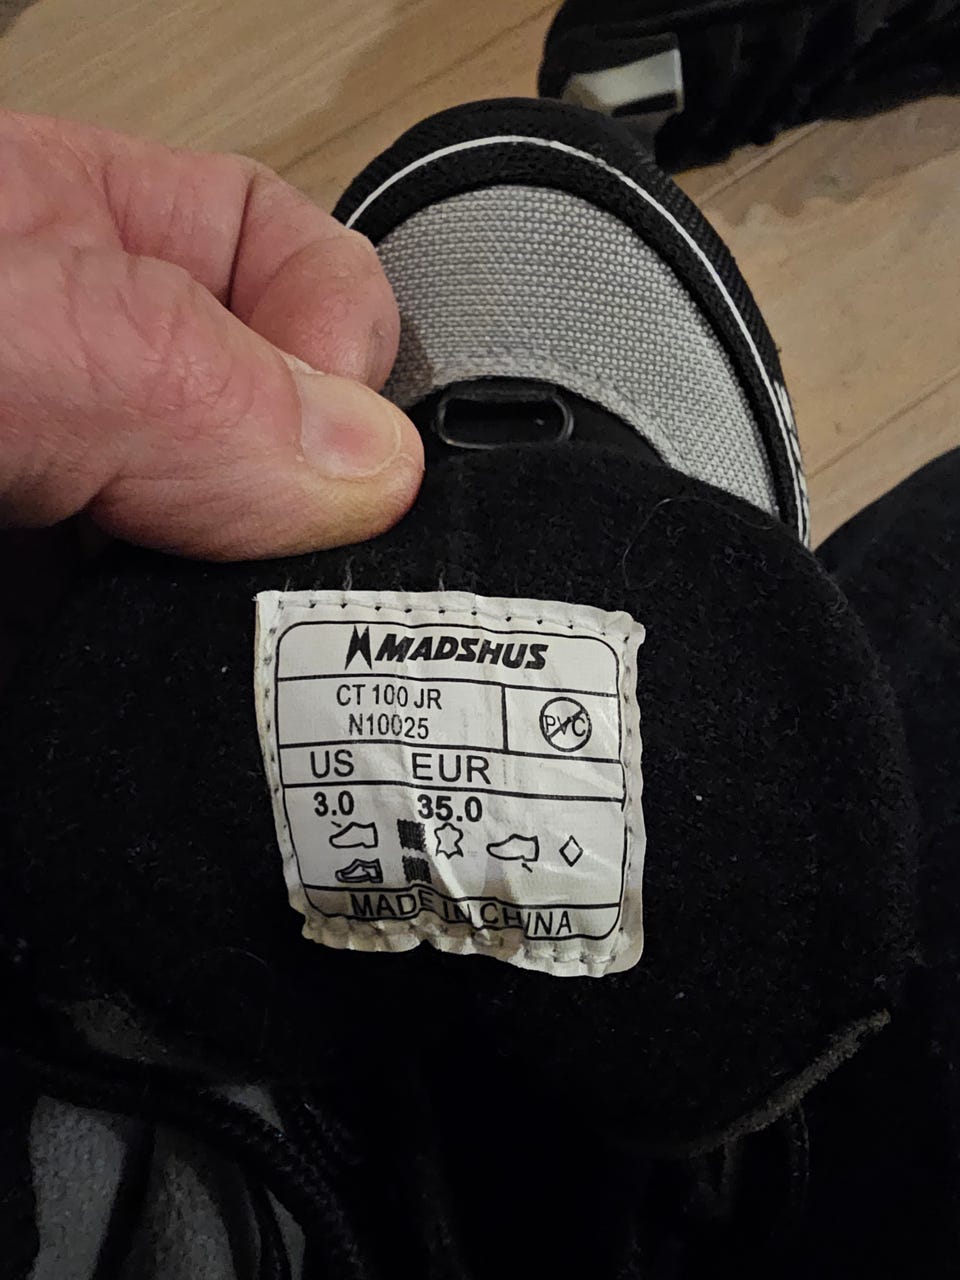 MADSHUS
CT 100 JR
N10025
PVC
US EUR
3.0 35.0
MADE IN CHINA